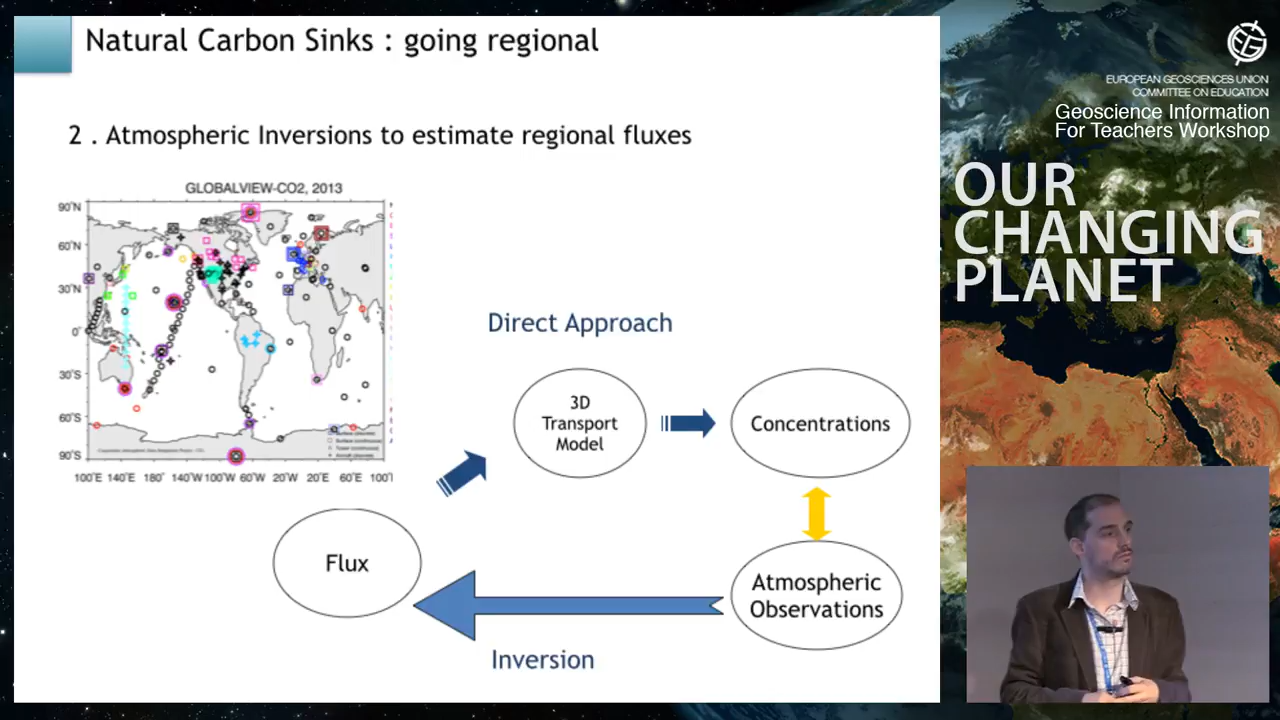 Natural Carbon Sinks : going regional
2 . Atmospheric Inversions to estimate regional fluxes
GLOBALVIEW-CO2, 2013
90°N
60°N
30°N
0°
30°S
60°S
90°S
100°E 140°E 180° 140°W 100°W 60°W 20°W 20°E 60°E 100°
Direct Approach
3D
Transport
Model
Concentrations
Flux
Atmospheric
Observations
Inversion
EUROPEAN GEOSCIENCES UNION
COMMITTEE ON EDUCATION
Geoscience Information
For Teachers Workshop
OUR
CHANGING
PLANET